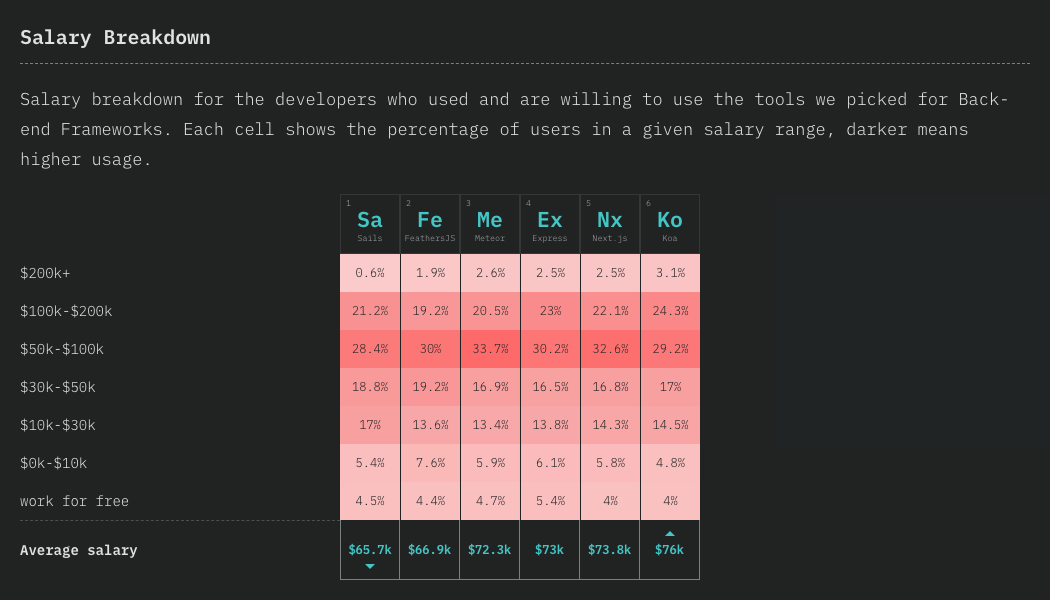 Salary Breakdown
Salary breakdown for the developers who used and are willing to use the tools we picked for Back-
end Frameworks. Each cell shows the percentage of users in a given salary range, darker means
higher usage.
1 2 3 4 5 6
Sa Fe Me Ex Nx Ko
Sails FeathersJS Meteor Express Next.js Koa
$200k+ 0.6% 1.9% 2.6% 2.5% 2.5% 3.1%
$100k-$200k 21.2% 19.2% 20.5% 23% 22.1% 24.3%
$50k-$100k 28.4% 30% 33.7% 30.2% 32.6% 29.2%
$30k-$50k 18.8% 19.2% 16.9% 16.5% 16.8% 17%
$10k-$30k 17% 13.6% 13.4% 13.8% 14.3% 14.5%
$0k-$10k 5.4% 7.6% 5.9% 6.1% 5.8% 4.8%
work for free 4.5% 4.4% 4.7% 5.4% 4% 4%
Average salary $65.7k $66.9k $72.3k $73k $73.8k $76k